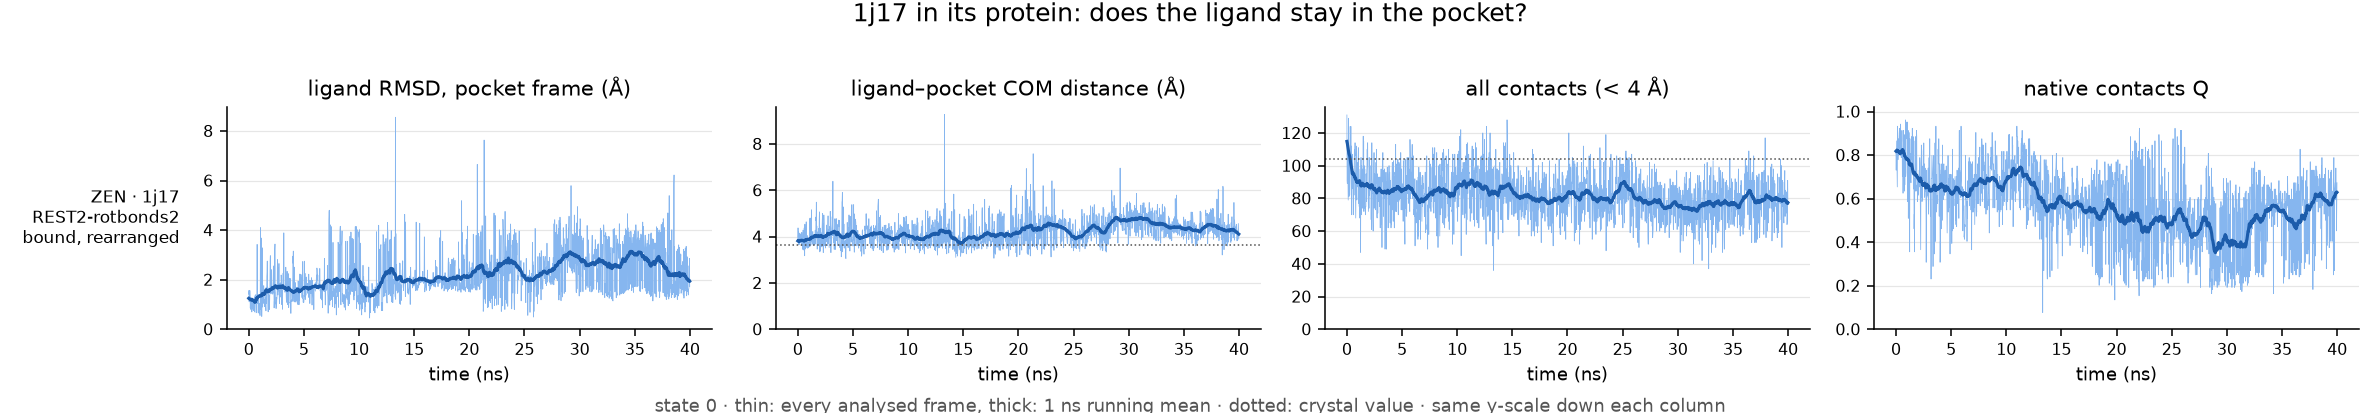 1j17 in its protein: does the ligand stay in the pocket?
ZEN · 1j17
REST2-rotbonds2
bound, rearranged
ligand RMSD, pocket frame (Å)
8
6
4
2
0
0 5 10 15 20 25 30 35 40
time (ns)
ligand–pocket COM distance (Å)
8
6
4
2
0
0 5 10 15 20 25 30 35 40
time (ns)
all contacts (< 4 Å)
120
100
80
60
40
20
0
0 5 10 15 20 25 30 35 40
time (ns)
native contacts Q
1.0
0.8
0.6
0.4
0.2
0.0
0 5 10 15 20 25 30 35 40
time (ns)
state 0 · thin: every analysed frame, thick: 1 ns running mean · dotted: crystal value · same y-scale down each column